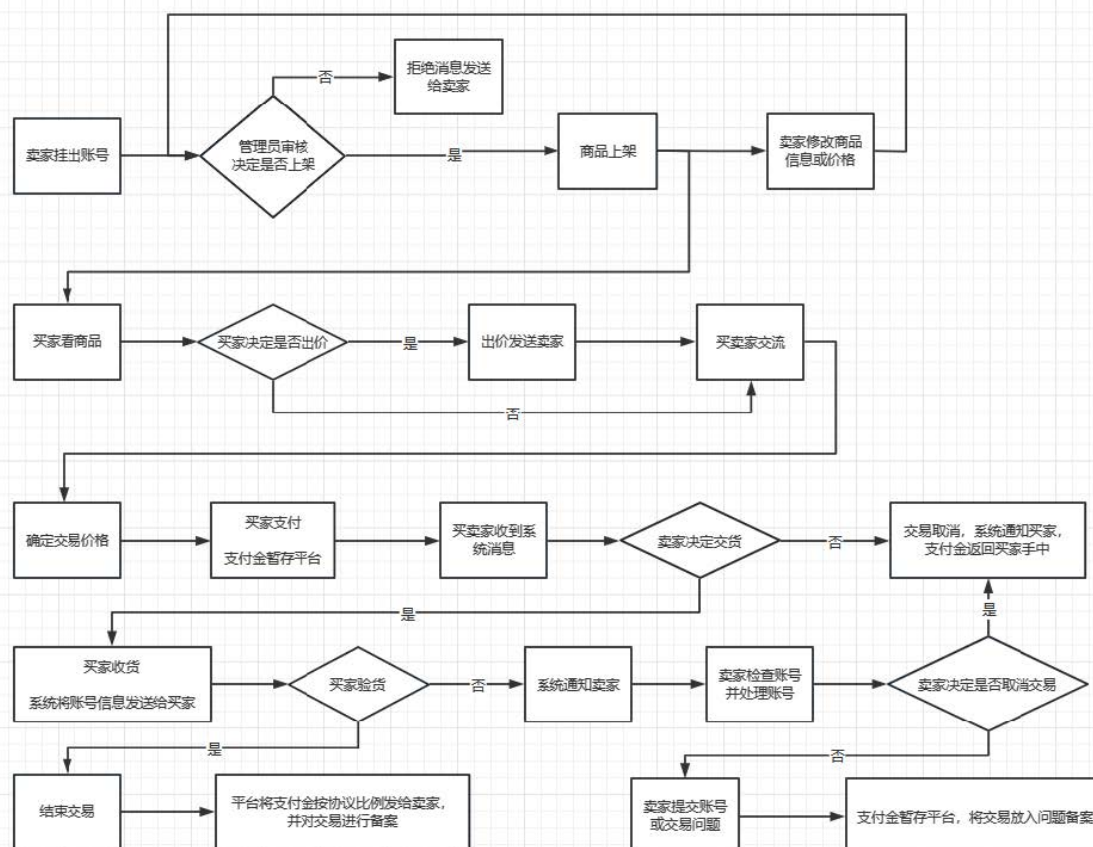 否
拒绝消息发送
给卖家
卖家挂出账号
管理员审核
决定是否上架
是
商品上架
卖家修改商品
信息或价格
买家看商品
买家决定是否出价
是
出价发送卖家
买卖家交流
否
确定交易价格
买家支付
支付金暂存平台
买卖家收到系
统消息
卖家决定交货
否
交易取消，系统通知买家，
支付金返回买家手中
是
是
买家收货
系统将账号信息发送给买家
买家验货
否
系统通知卖家
卖家检查账号
并处理账号
卖家决定是否取消交易
是
否
结束交易
平台将支付金按协议比例发给卖家，
并对交易进行备案
卖家提交账号
或交易问题
支付金暂存平台，将交易放入问题备案